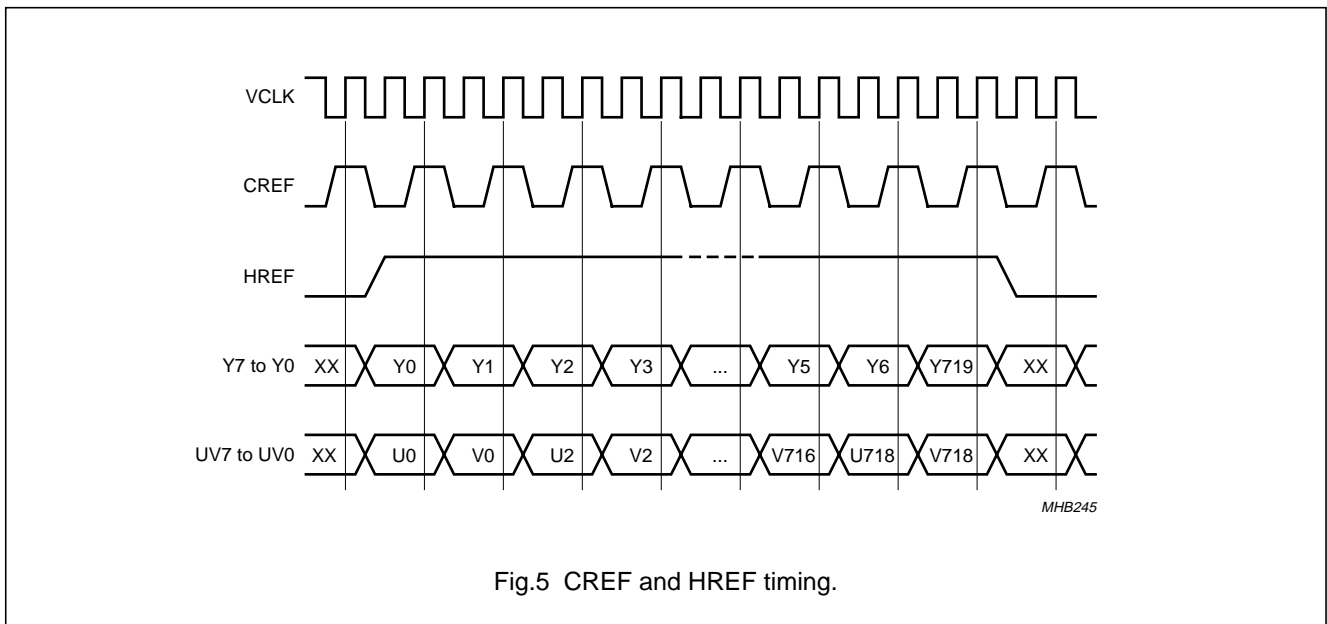 VCLK
CREF
HREF
Y7 to Y0 XX Y0 Y1 Y2 Y3 ... Y5 Y6 Y719 XX
UV7 to UV0 XX U0 V0 U2 V2 ... V716 U718 V718 XX
MHB245
Fig.5 CREF and HREF timing.